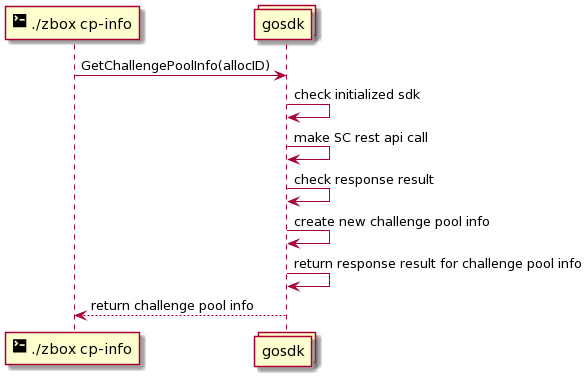 ./zbox cp-info
gosdk
GetChallengePoolInfo(allocID)
check initialized sdk
make SC rest api call
check response result
create new challenge pool info
return response result for challenge pool info
return challenge pool info
./zbox cp-info
gosdk